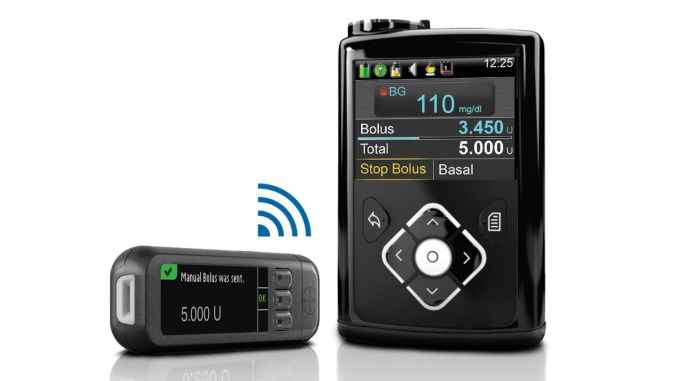 12:25
BG
110 mg/dl
Bolus 3.450 U
Total 5.000 U
Stop Bolus Basal
Manual Bolus was sent.
OK
5.000 U